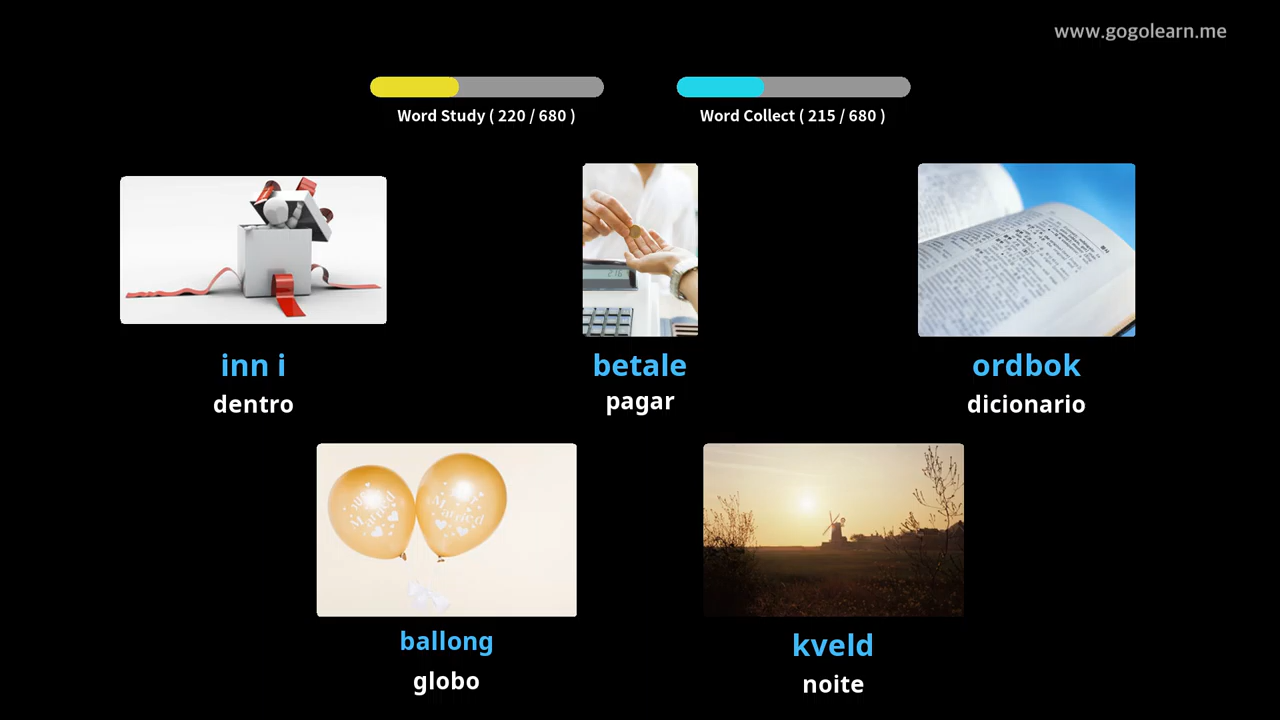 www.gogolearn.me
Word Study ( 220 / 680 )
Word Collect ( 215 / 680 )
inn i
dentro
betale
pagar
ordbok
dicionario
ballong
globo
kveld
noite